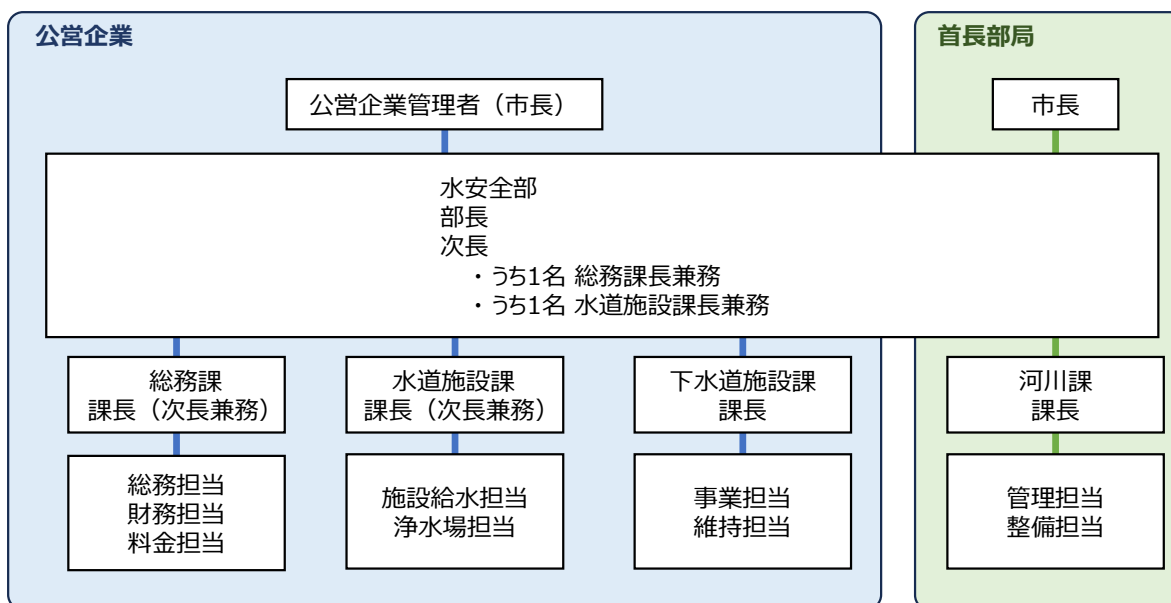 公営企業
首長部局
公営企業管理者（市長）
市長
水安全部
部長
次長
・うち1名 総務課長兼務
・うち1名 水道施設課長兼務
総務課
課長（次長兼務）
水道施設課
課長（次長兼務）
下水道施設課
課長
河川課
課長
総務担当
財務担当
料金担当
施設給水担当
浄水場担当
事業担当
維持担当
管理担当
整備担当